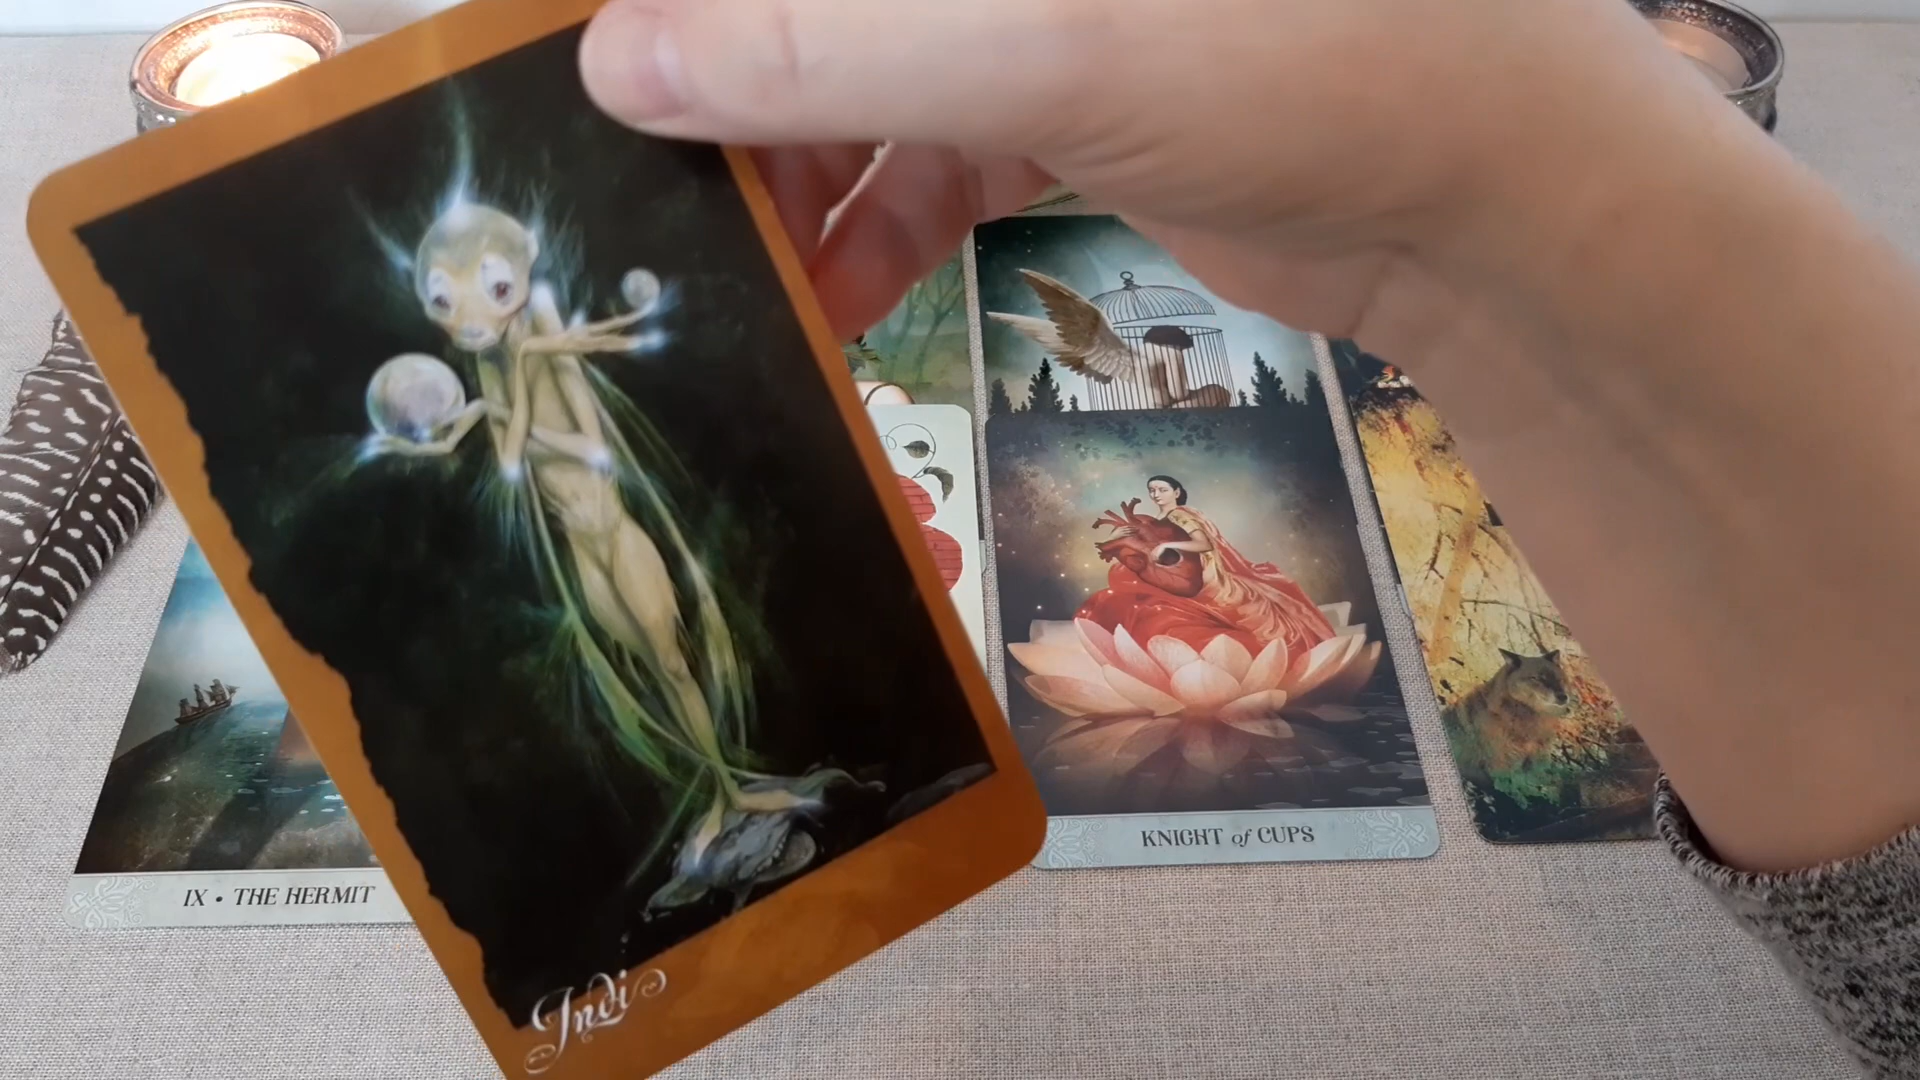 IX • THE HERMIT
Indi
KNIGHT of CUPS